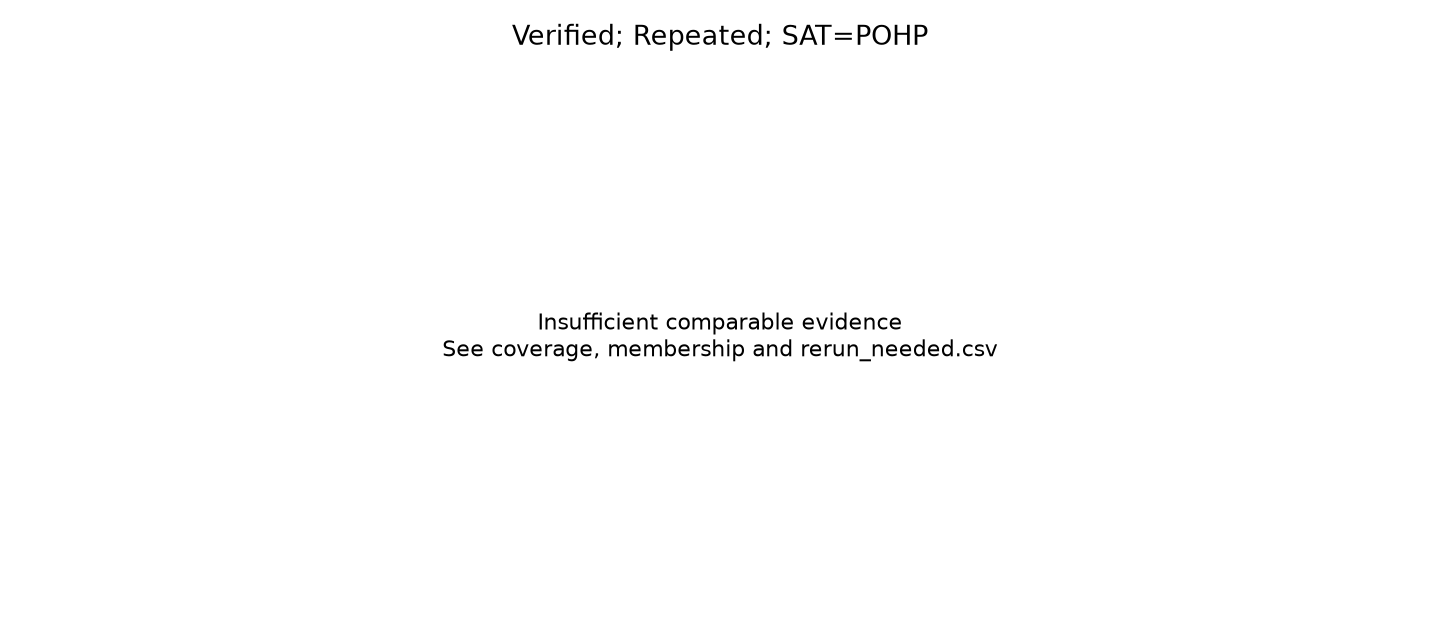 Verified; Repeated; SAT=POHP
Insufficient comparable evidence
See coverage, membership and rerun_needed.csv